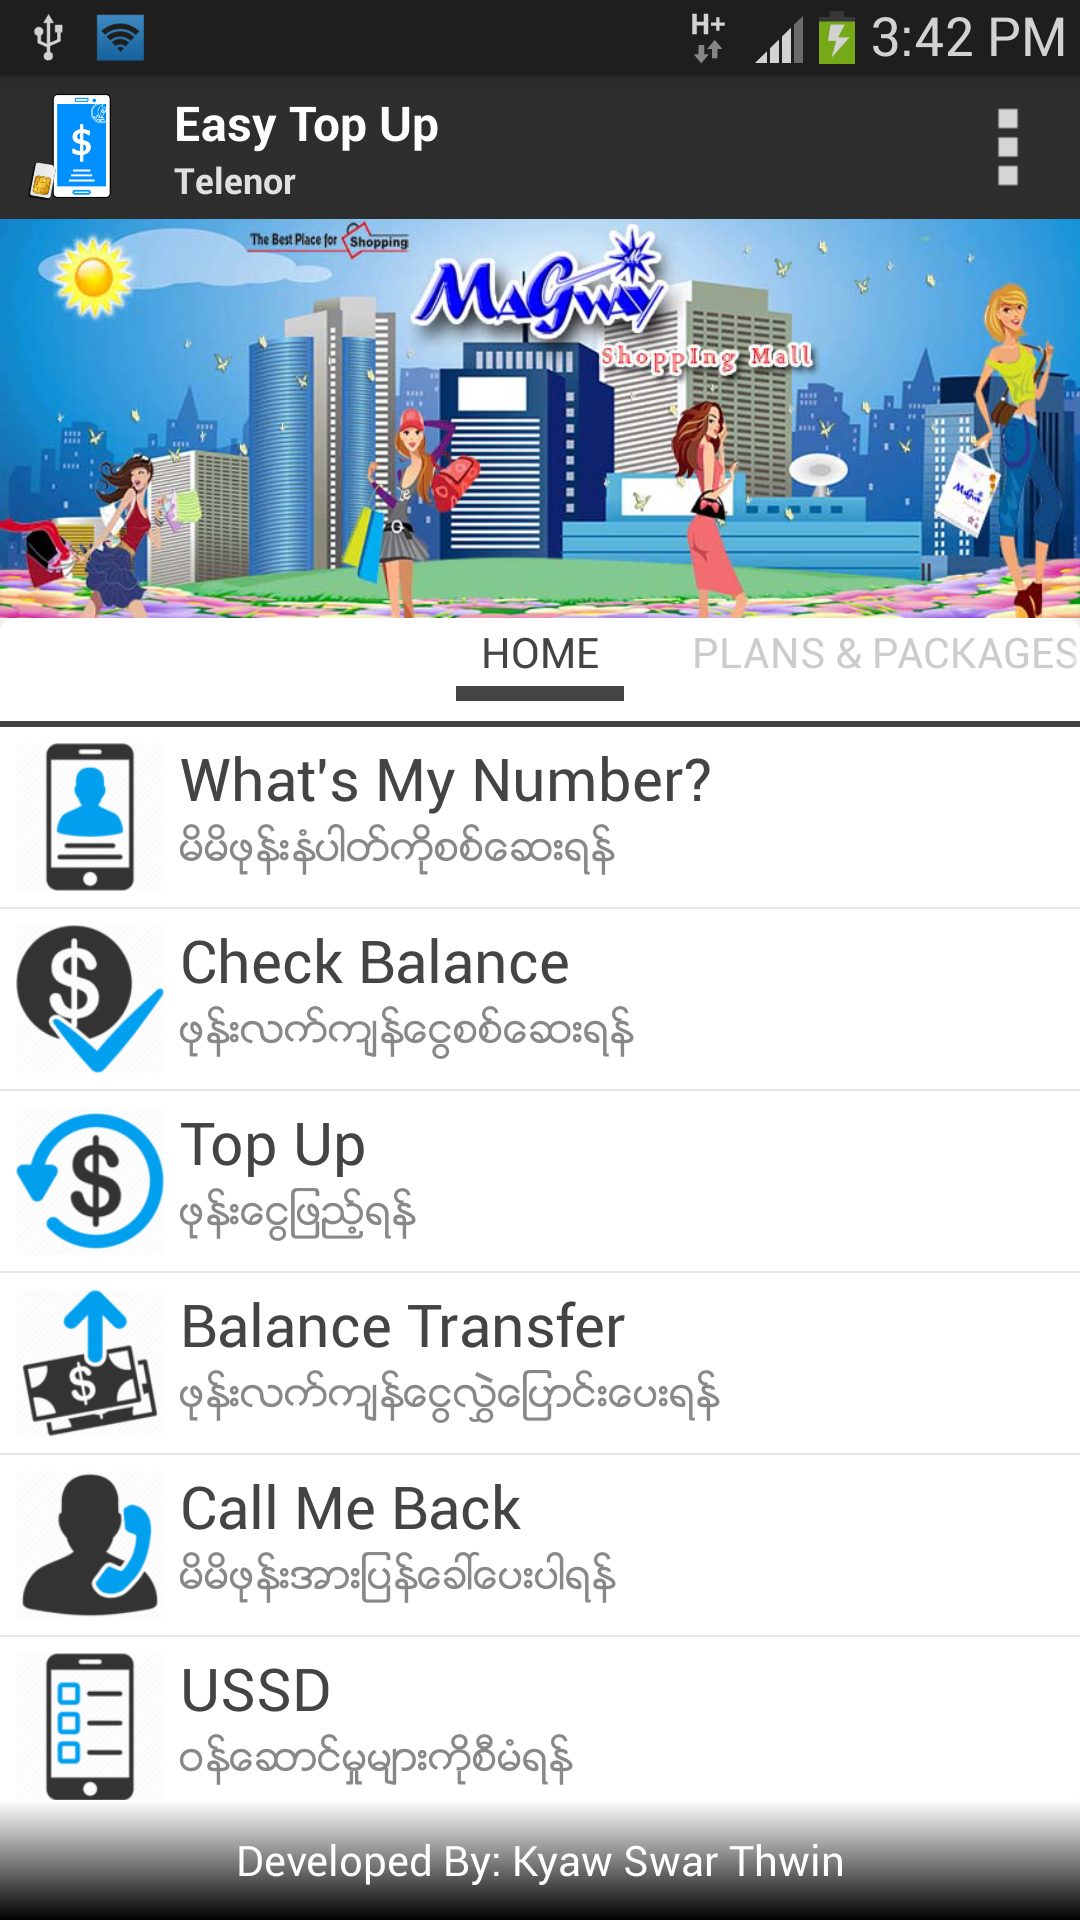 H+
3:42 PM
Easy Top Up
Telenor
The Best Place for Shopping
MaGway
ShoppIng Mall
HOME
PLANS & PACKAGES
What's My Number?
မိမိဖုန်းနံပါတ်ကိုစစ်ဆေးရန်
Check Balance
ဖုန်းလက်ကျန်ငွေစစ်ဆေးရန်
Top Up
ဖုန်းငွေဖြည့်ရန်
Balance Transfer
ဖုန်းလက်ကျန်ငွေလွှဲပြောင်းပေးရန်
Call Me Back
မိမိဖုန်းအားပြန်ခေါ်ပေးပါရန်
USSD
ဝန်ဆောင်မှုများကိုစီမံရန်
Developed By: Kyaw Swar Thwin